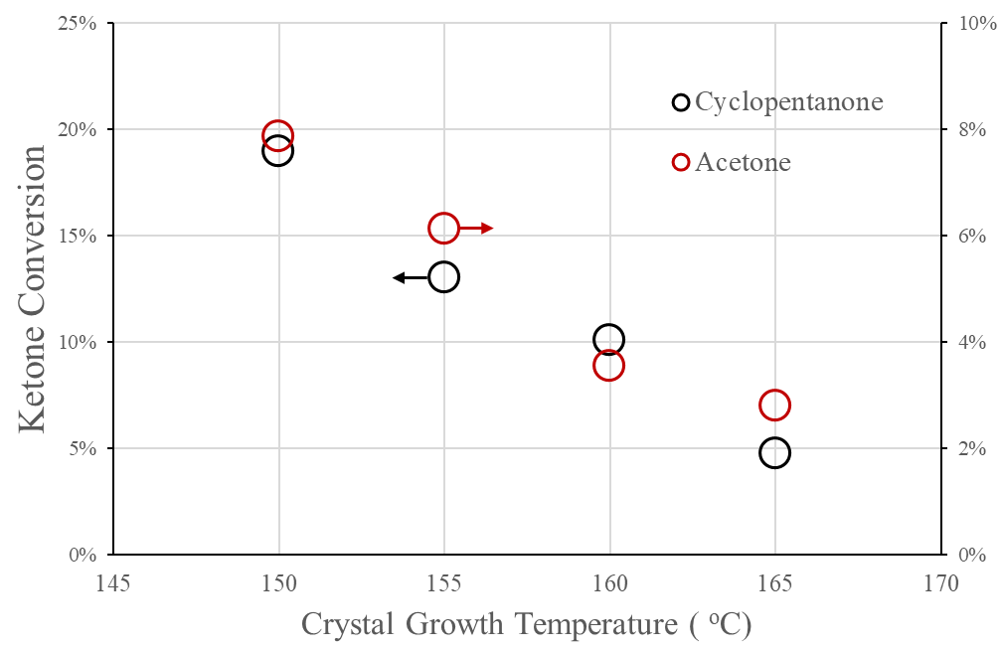 25%
20%
15%
10%
5%
0%
Ketone Conversion
10%
8%
6%
4%
2%
0%
Cyclopentanone
Acetone
145 150 155 160 165 170
Crystal Growth Temperature ( ºC)